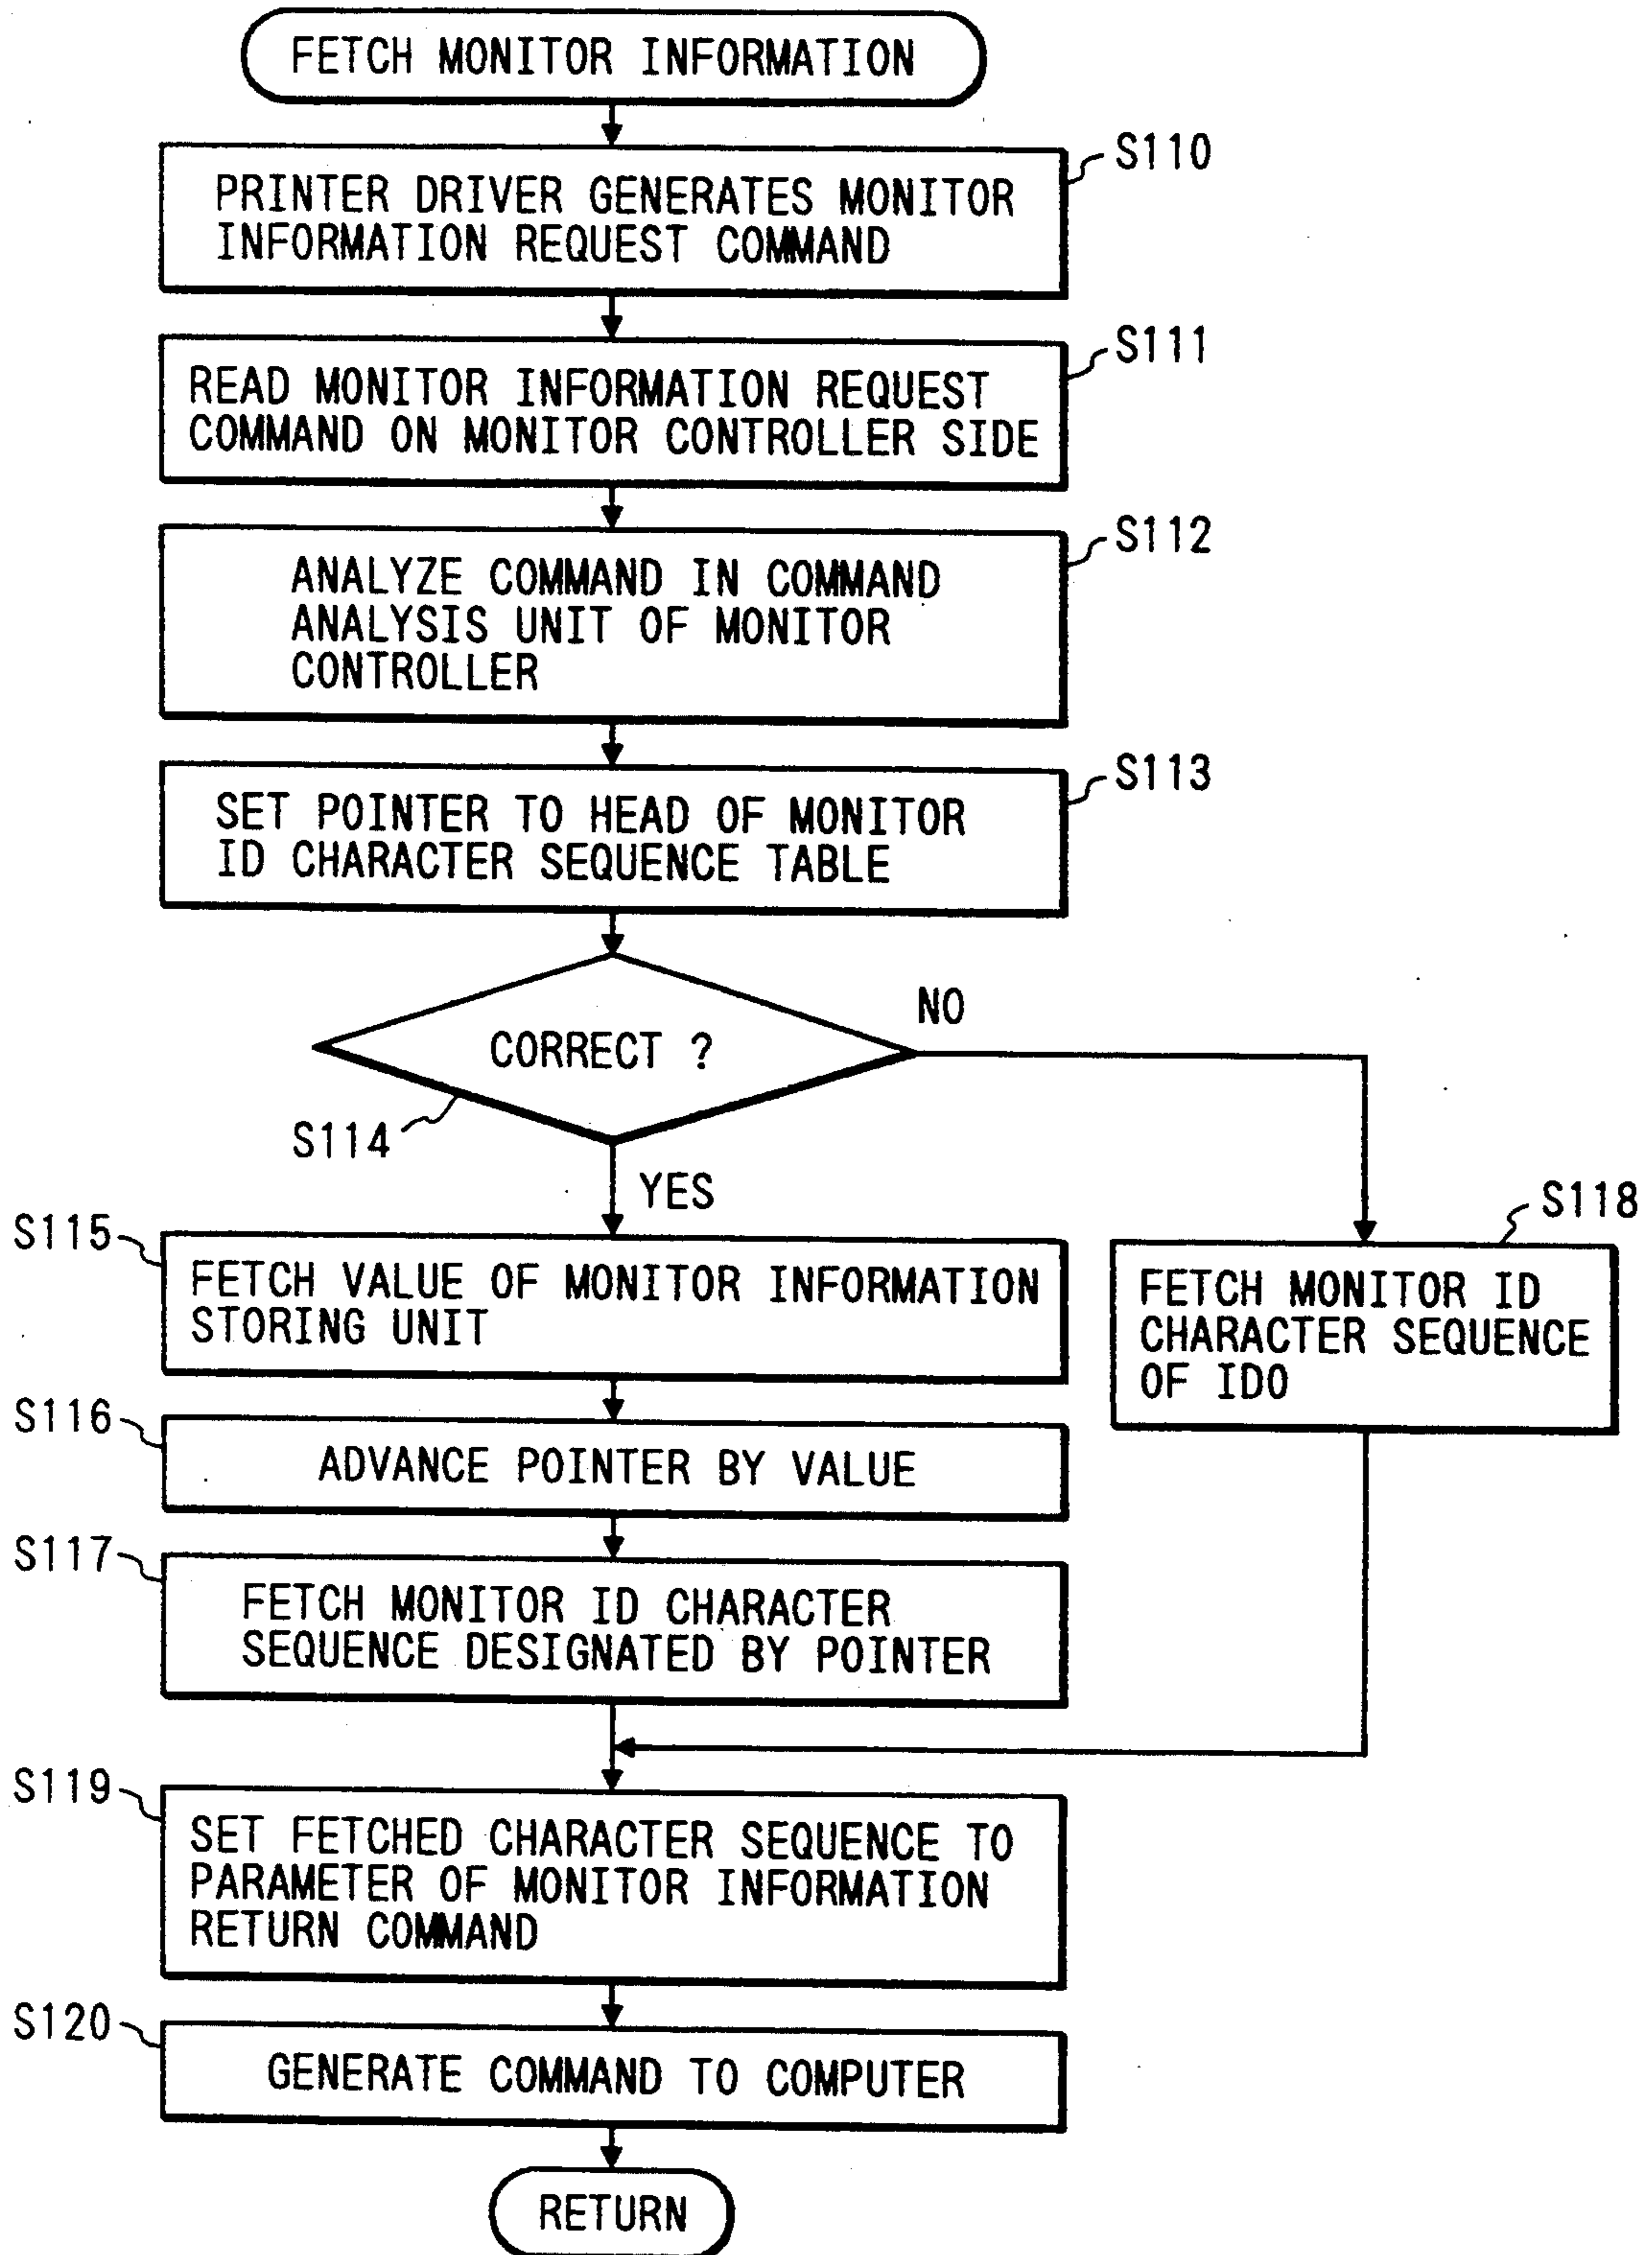 FETCH MONITOR INFORMATION
S110
PRINTER DRIVER GENERATES MONITOR
INFORMATION REQUEST COMMAND
S111
READ MONITOR INFORMATION REQUEST
COMMAND ON MONITOR CONTROLLER SIDE
S112
ANALYZE COMMAND IN COMMAND
ANALYSIS UNIT OF MONITOR
CONTROLLER
S113
SET POINTER TO HEAD OF MONITOR
ID CHARACTER SEQUENCE TABLE
NO
CORRECT ?
S114
YES
S115
FETCH VALUE OF MONITOR INFORMATION
STORING UNIT
S118
FETCH MONITOR ID
CHARACTER SEQUENCE
OF ID0
S116
ADVANCE POINTER BY VALUE
S117
FETCH MONITOR ID CHARACTER
SEQUENCE DESIGNATED BY POINTER
S119
SET FETCHED CHARACTER SEQUENCE TO
PARAMETER OF MONITOR INFORMATION
RETURN COMMAND
S120
GENERATE COMMAND TO COMPUTER
RETURN